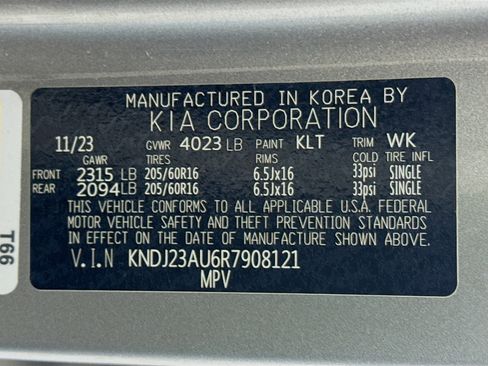 MANUFACTURED IN KOREA BY
KIA CORPORATION
11/23 GVWR 4023 LB PAINT KLT TRIM WK
GAWR TIRES RIMS COLD TIRE INFL
FRONT 2315 LB 205/60R16 6.5Jx16 33psi SINGLE
REAR 2094 LB 205/60R16 6.5Jx16 33psi SINGLE
THIS VEHICLE CONFORMS TO ALL APPLICABLE U.S.A. FEDERAL
MOTOR VEHICLE SAFETY AND THEFT PREVENTION STANDARDS
IN EFFECT ON THE DATE OF MANUFACTURE SHOWN ABOVE.
V.I.N KNDJ23AU6R7908121
MPV
T66